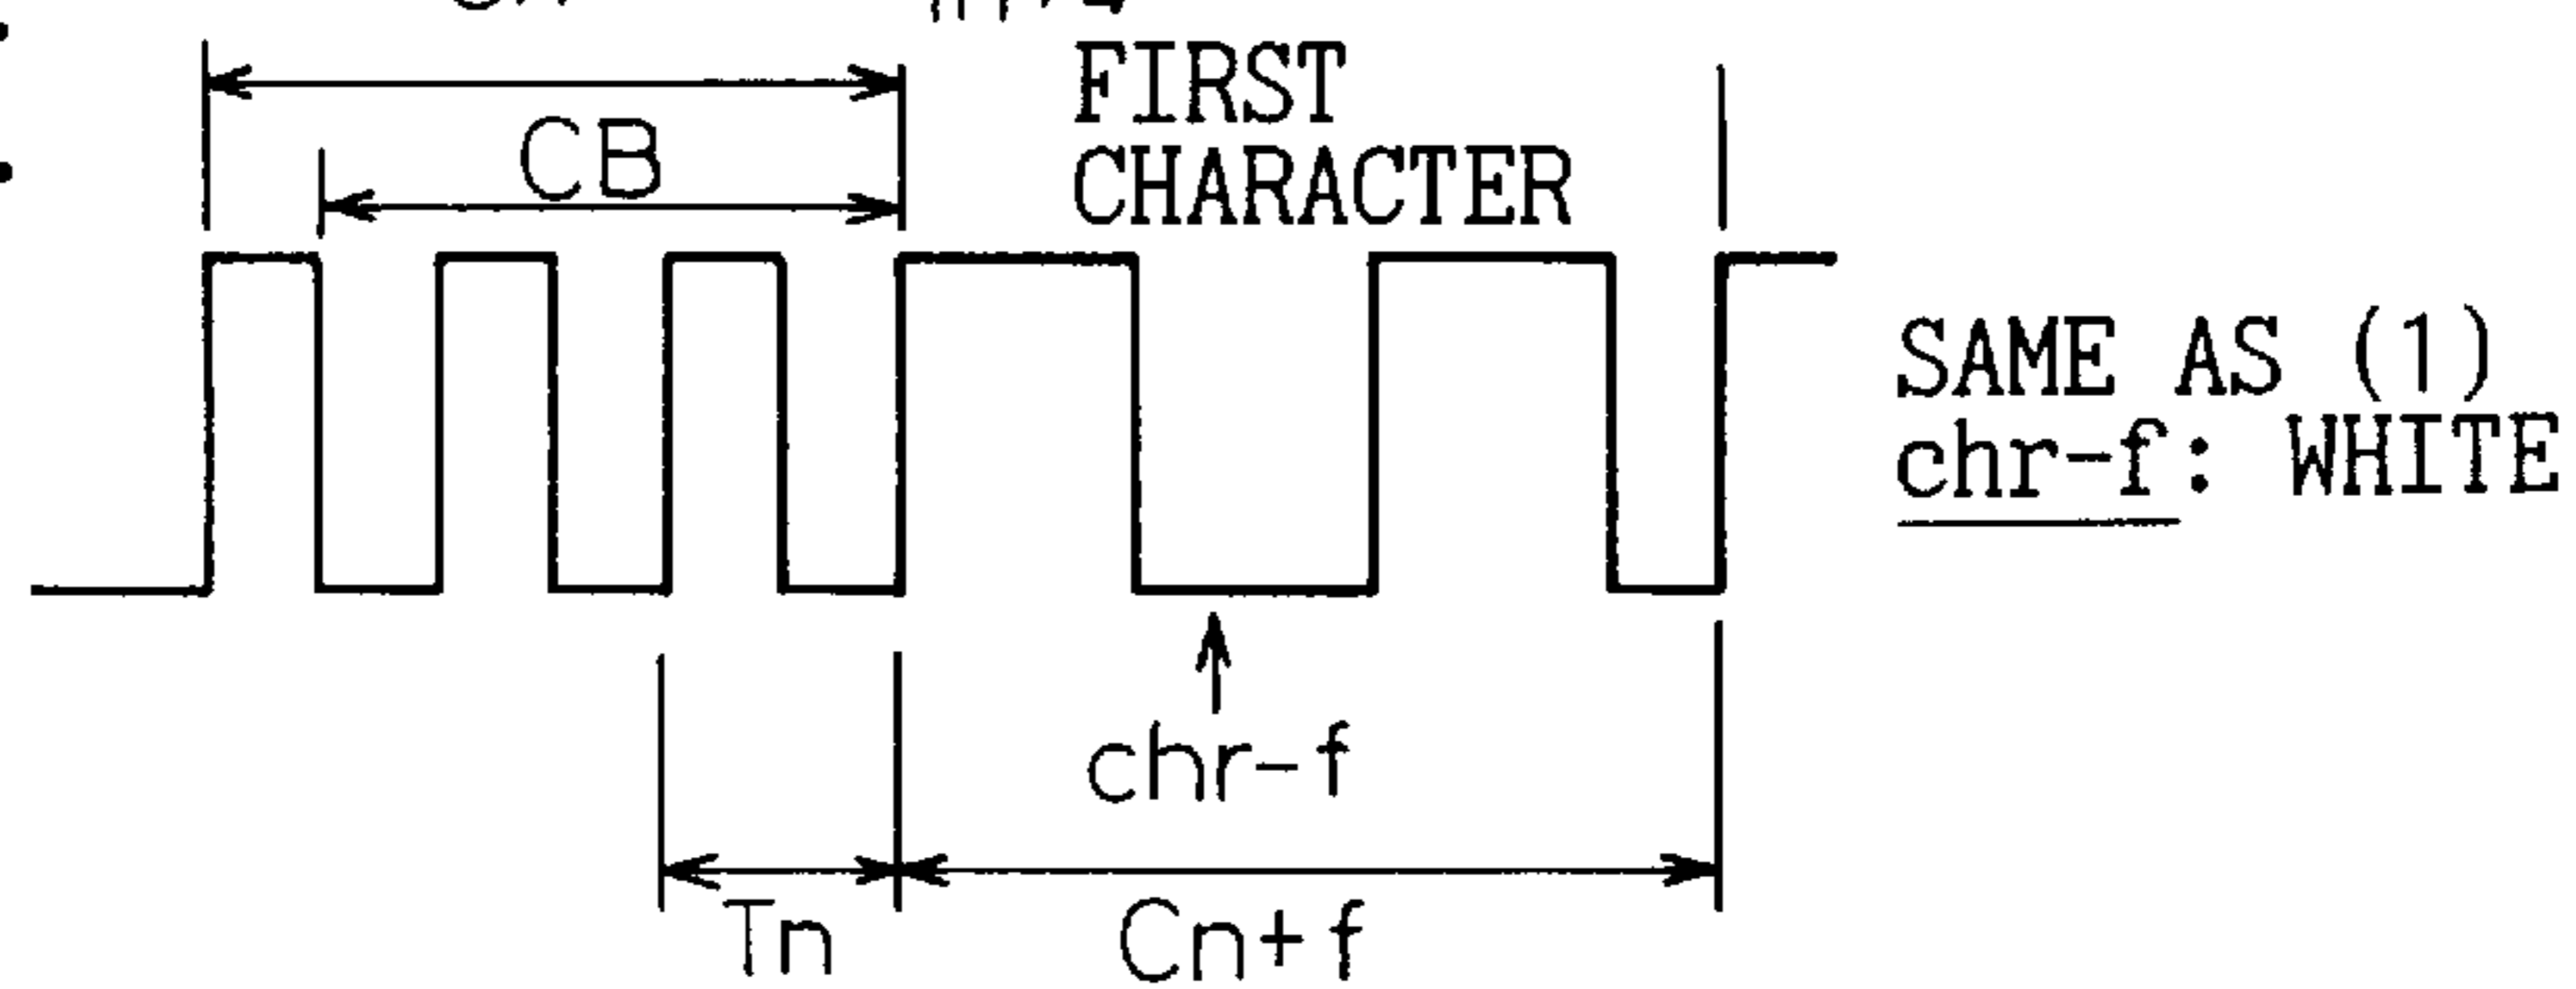 FIRST
CHARACTER
CB
SAME AS (1)
chr-f: WHITE
chr-f
Tn
Cn+f